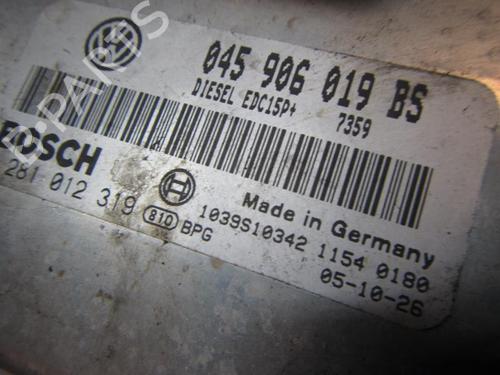 045 906 019 BS
DIESEL EDC15P+ 7359
BOSCH
281 012 319
810 BPG
Made in Germany
1039S10342 1154 0180
05-10-26
B-PARTS